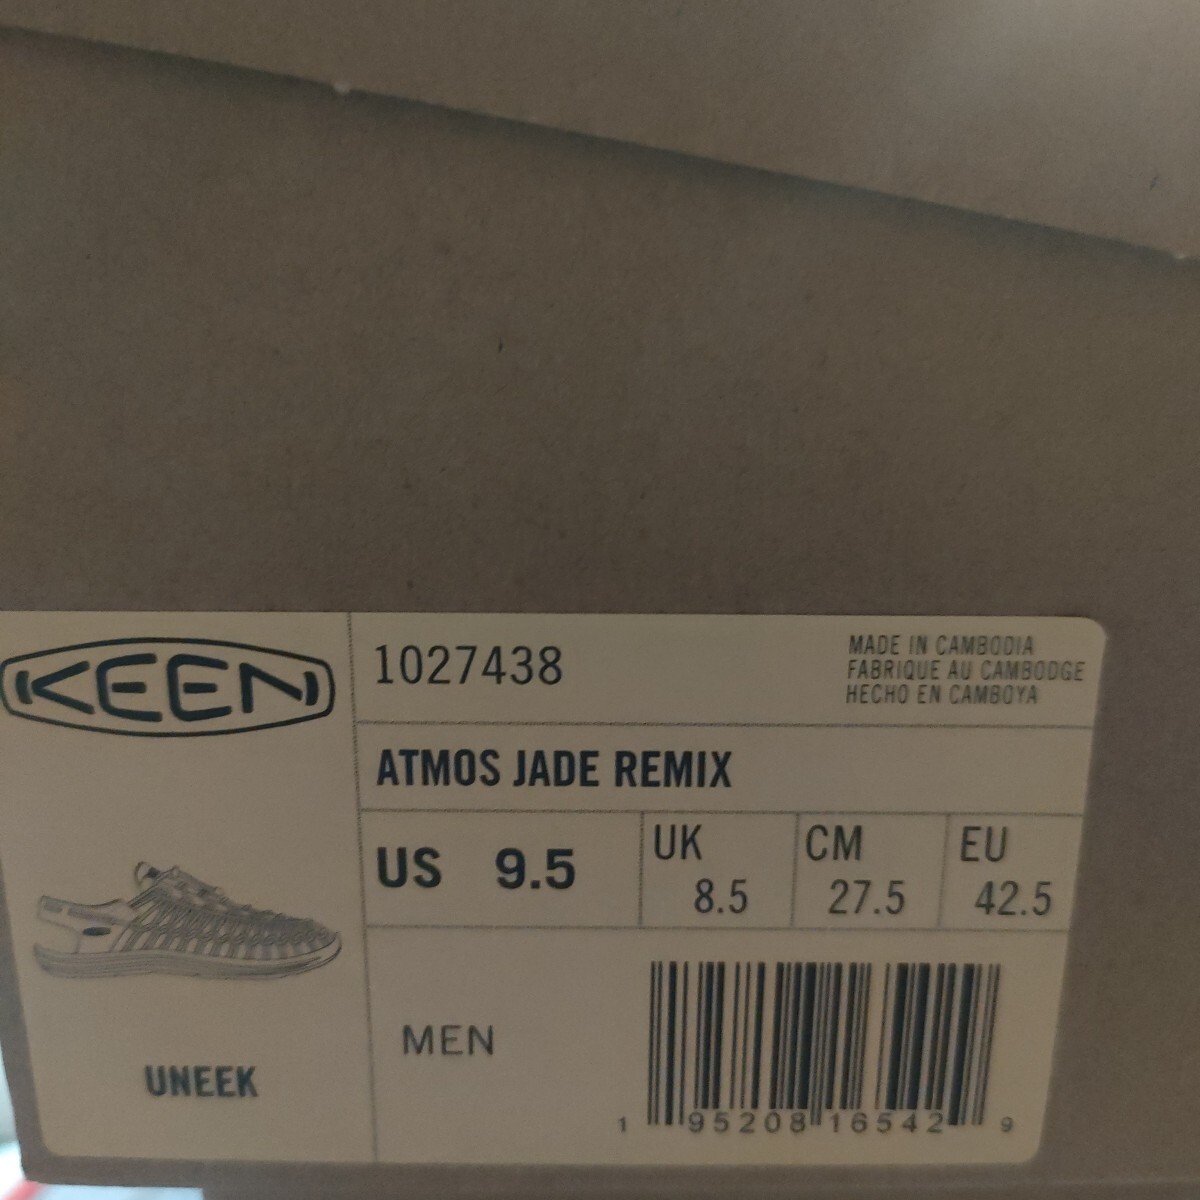 KEEN
1027438
MADE IN CAMBODIA
FABRIQUE AU CAMBODGE
HECHO EN CAMBOYA
ATMOS JADE REMIX
US 9.5
UK 8.5
CM 27.5
EU 42.5
MEN
UNEEK
1 95208 16542 9